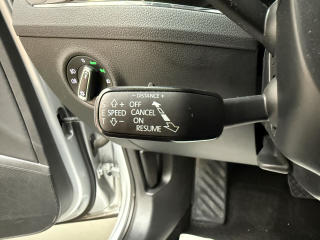 - DISTANCE +
+ OFF
E SPEED CANCEL
T - ON
RESUME